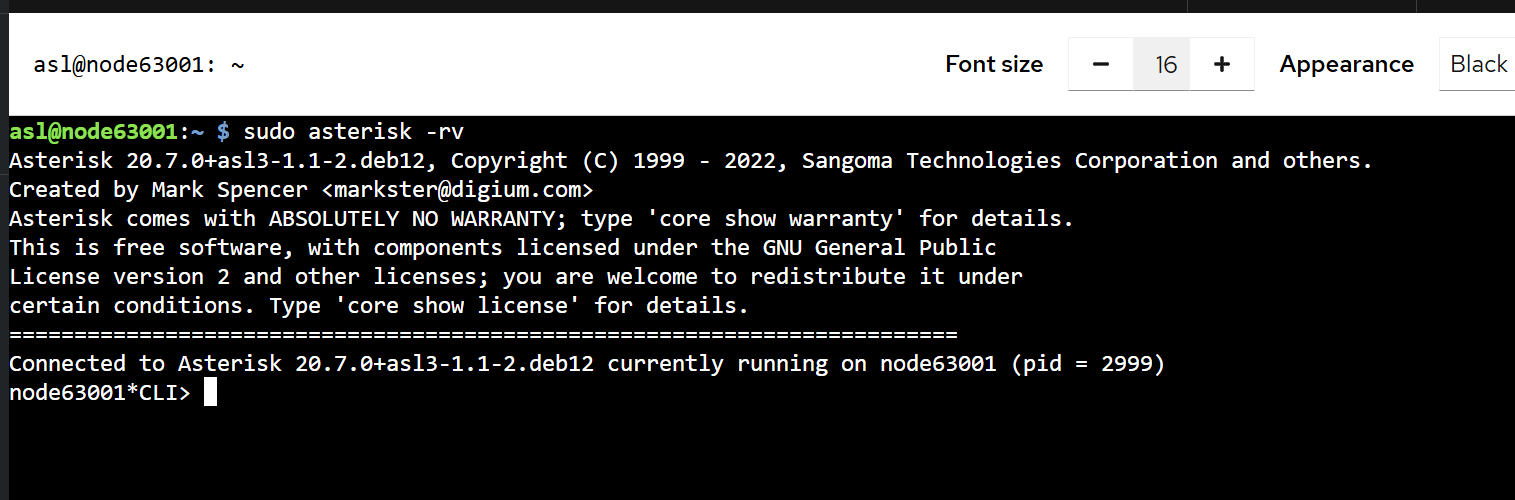 asl@node63001: ~
Font size − 16 + Appearance Black
asl@node63001:~ $ sudo asterisk -rv
Asterisk 20.7.0+asl3-1.1-2.deb12, Copyright (C) 1999 - 2022, Sangoma Technologies Corporation and others.
Created by Mark Spencer <markster@digium.com>
Asterisk comes with ABSOLUTELY NO WARRANTY; type 'core show warranty' for details.
This is free software, with components licensed under the GNU General Public
License version 2 and other licenses; you are welcome to redistribute it under
certain conditions. Type 'core show license' for details.
=========================================================================
Connected to Asterisk 20.7.0+asl3-1.1-2.deb12 currently running on node63001 (pid = 2999)
node63001*CLI>